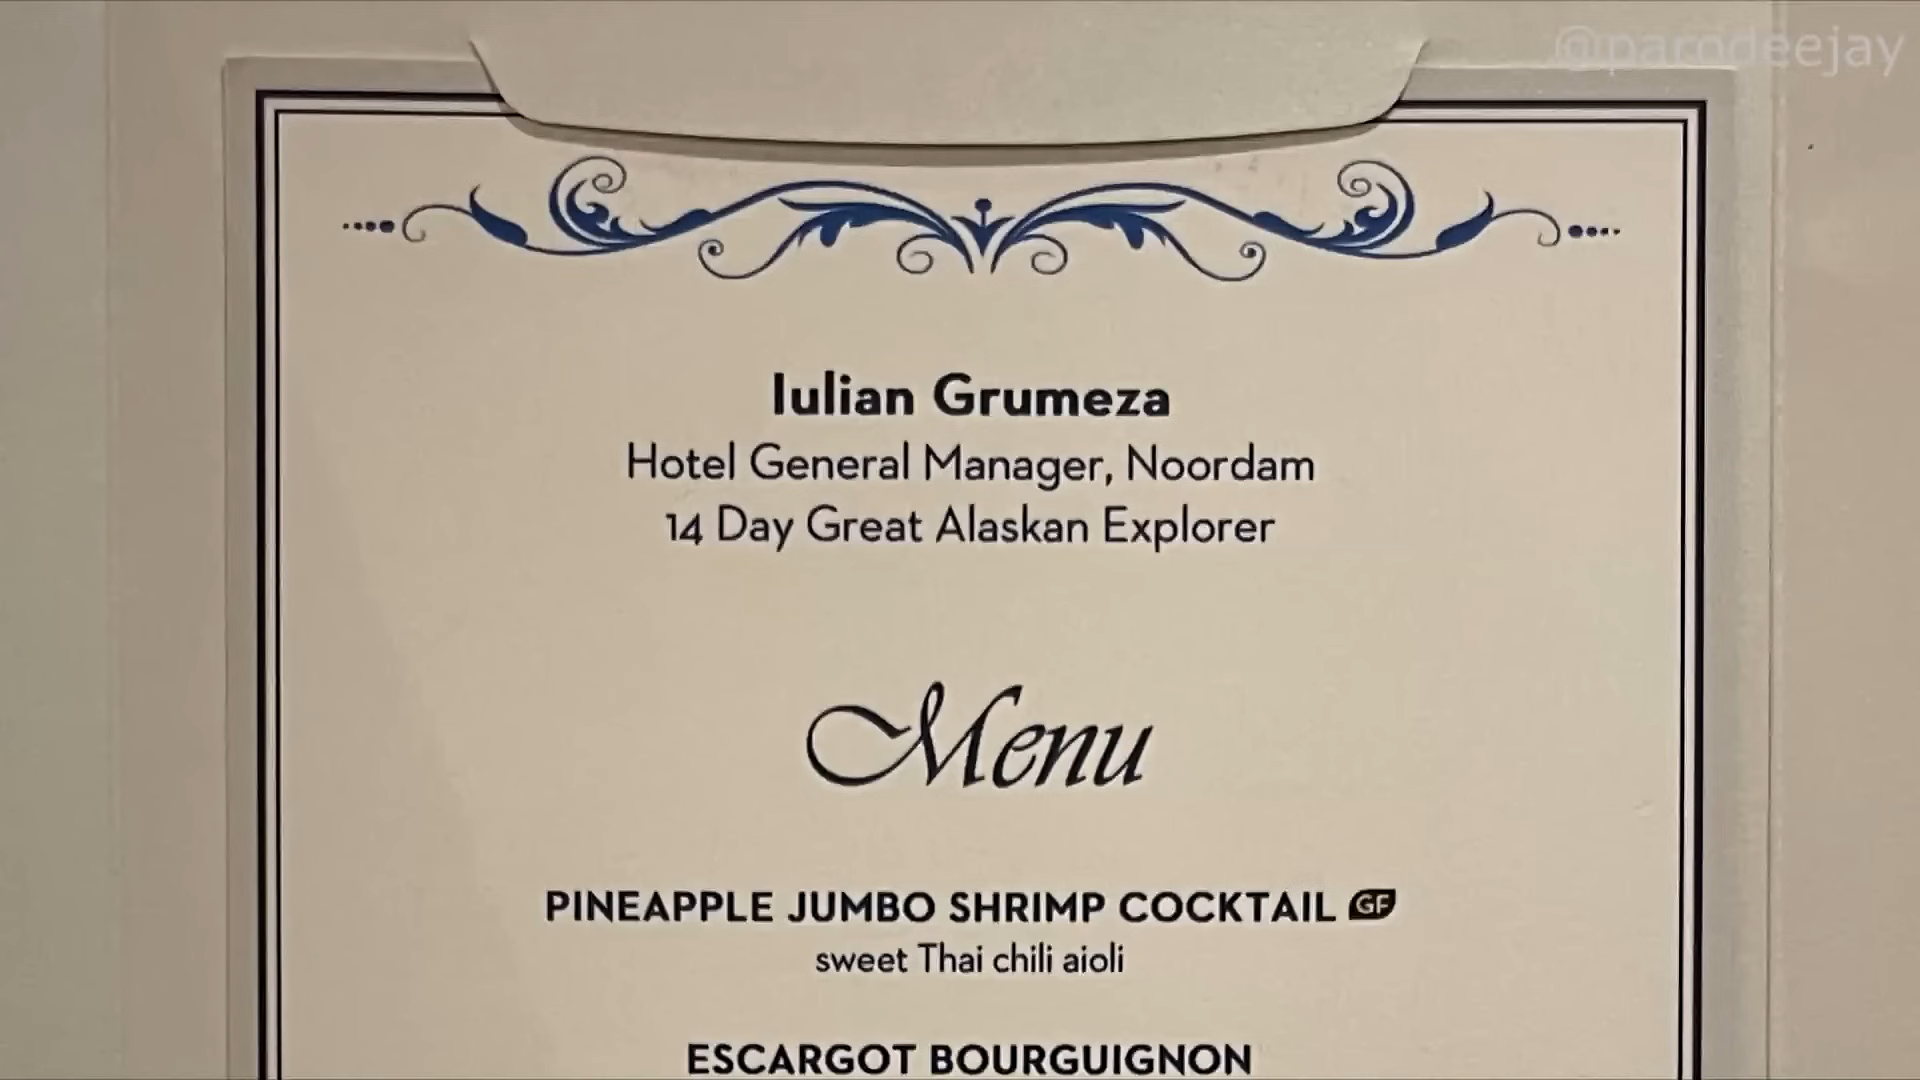 @parodeejay
Iulian Grumeza
Hotel General Manager, Noordam
14 Day Great Alaskan Explorer
Menu
PINEAPPLE JUMBO SHRIMP COCKTAIL GF
sweet Thai chili aioli
ESCARGOT BOURGUIGNON